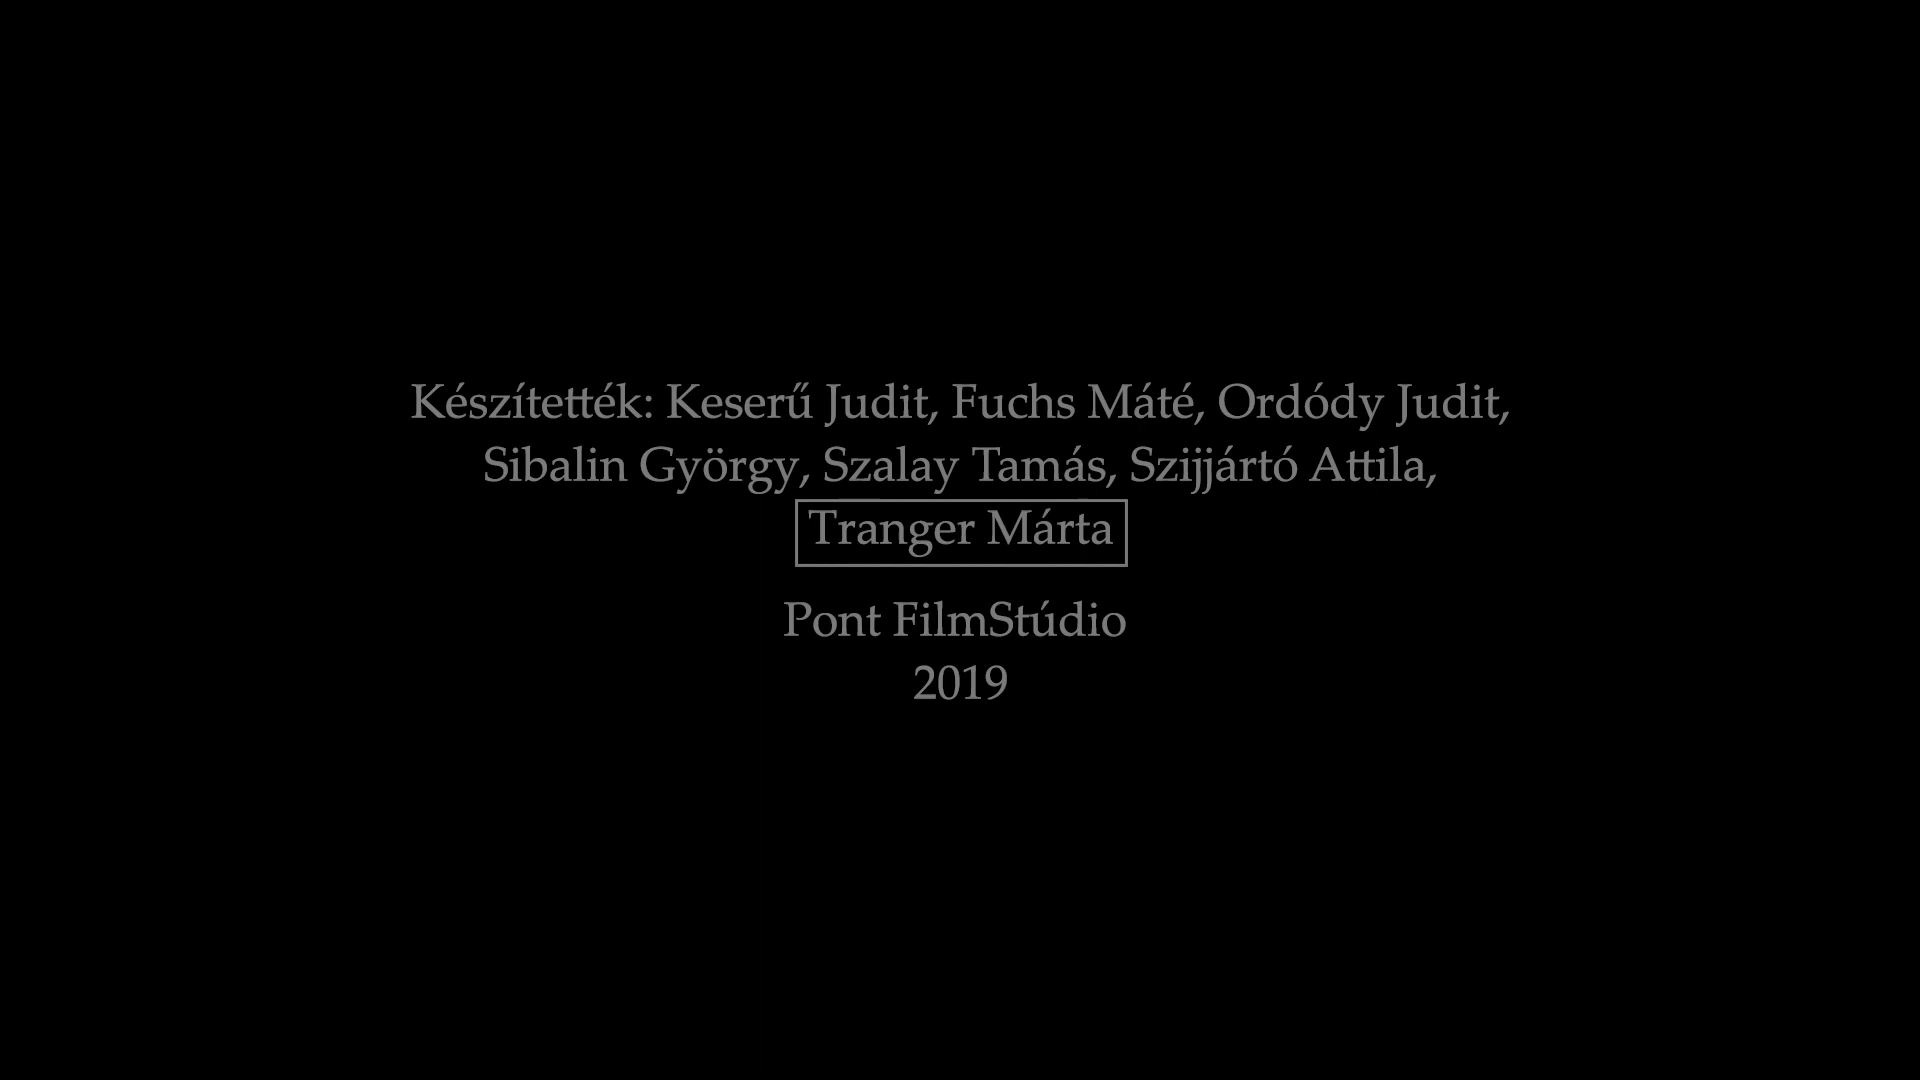 Készítették: Keserű Judit, Fuchs Máté, Ordódy Judit,
Sibalin György, Szalay Tamás, Szijjártó Attila,
Tranger Márta
Pont FilmStúdio
2019